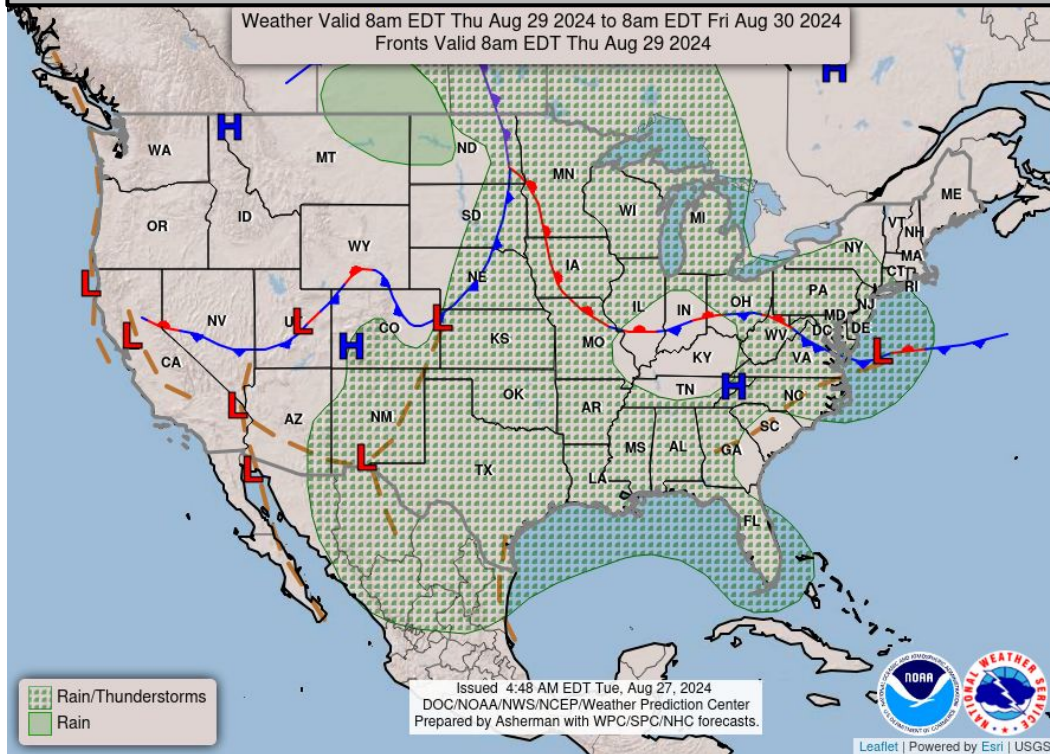 Weather Valid 8am EDT Thu Aug 29 2024 to 8am EDT Fri Aug 30 2024
Fronts Valid 8am EDT Thu Aug 29 2024
H
H
WA
MT
ND
MN
ME
OR
ID
SD
WI
MI
VT
NH
WY
NY
MA
L
NE
IA
CT
RI
PA
NJ
L
NV
U
L
H
CO
L
IL
IN
OH
MD
DE
CA
KS
MO
WV
DC
VA
L
KY
L
AZ
NM
OK
AR
TN
H
NC
L
L
TX
MS
AL
GA
SC
LA
FL
Rain/Thunderstorms
Rain
Issued 4:48 AM EDT Tue, Aug 27, 2024
DOC/NOAA/NWS/NCEP/Weather Prediction Center
Prepared by Asherman with WPC/SPC/NHC forecasts.
NOAA
NATIONAL WEATHER SERVICE
Leaflet | Powered by Esri | USGS